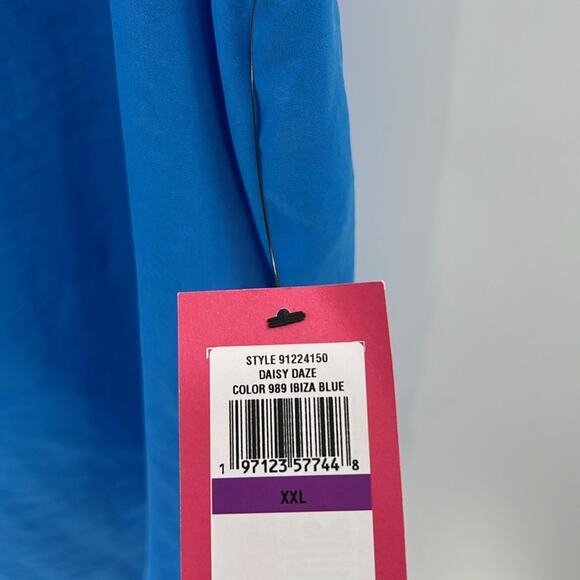 STYLE 91224150
DAISY DAZE
COLOR 989 IBIZA BLUE
1 97123 57744 8
XXL